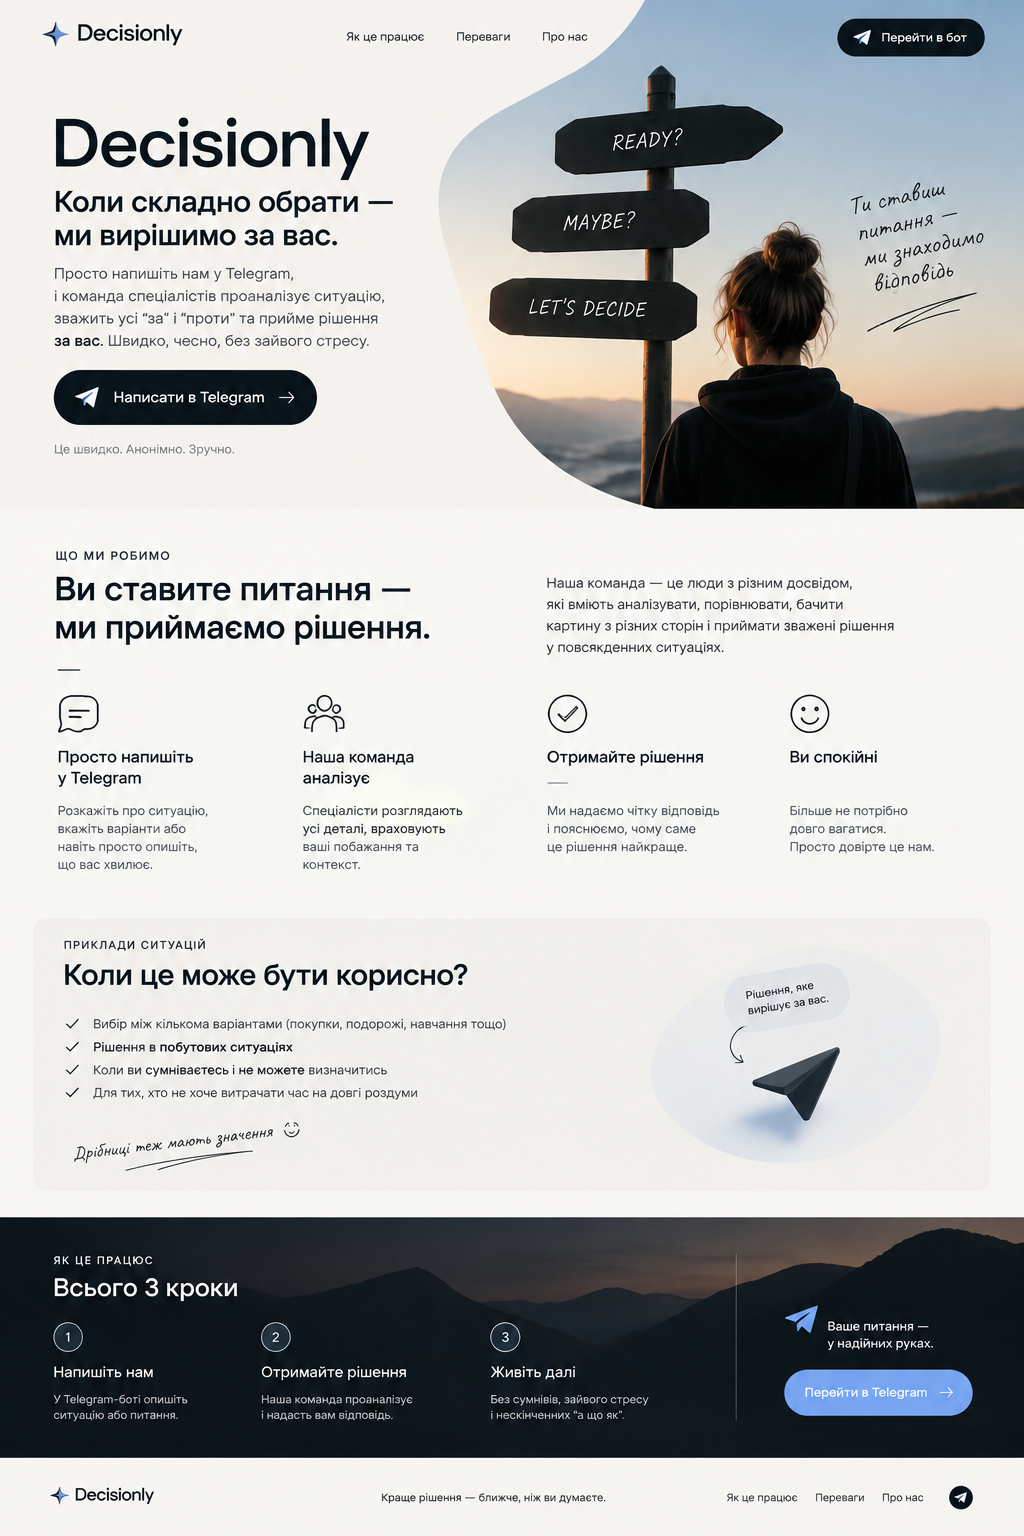 Decisionly
Як це працює
Переваги
Про нас
Перейти в бот
Decisionly
Коли складно обрати —
ми вирішимо за вас.
Просто напишіть нам у Telegram,
і команда спеціалістів проаналізує ситуацію,
зважить усі “за” і “проти” та прийме рішення
за вас. Швидко, чесно, без зайвого стресу.
Написати в Telegram
Це швидко. Анонімно. Зручно.
READY?
MAYBE?
LET'S DECIDE
Ти ставиш
питання —
ми знаходимо
відповідь
ЩО МИ РОБИМО
Ви ставите питання —
ми приймаємо рішення.
Наша команда — це люди з різним досвідом,
які вміють аналізувати, порівнювати, бачити
картину з різних сторін і приймати зважені рішення
у повсякденних ситуаціях.
Просто напишіть
у Telegram
Розкажіть про ситуацію,
вкажіть варіанти або
навіть просто опишіть,
що вас хвилює.
Наша команда
аналізує
Спеціалісти розглядають
усі деталі, враховують
ваші побажання та
контекст.
Отримайте рішення
Ми надаємо чітку відповідь
і пояснюємо, чому саме
це рішення найкраще.
Ви спокійні
Більше не потрібно
довго вагатися.
Просто довірте це нам.
ПРИКЛАДИ СИТУАЦІЙ
Коли це може бути корисно?
Вибір між кількома варіантами (покупки, подорожі, навчання тощо)
Рішення в побутових ситуаціях
Коли ви сумніваєтесь і не можете визначитись
Для тих, хто не хоче витрачати час на довгі роздуми
Дрібниці теж мають значення
Рішення, яке
вирішує за вас.
ЯК ЦЕ ПРАЦЮС
Всього 3 кроки
1
Напишіть нам
У Telegram-боті опишіть
ситуацію або питання.
2
Отримайте рішення
Наша команда проаналізує
і надасть вам відповідь.
3
Живіть далі
Без сумнівів, зайвого стресу
і нескінченних “а що як”.
Ваше питання —
у надійних руках.
Перейти в Telegram
Decisionly
Краще рішення — ближче, ніж ви думаєте.
Як це працює
Переваги
Про нас